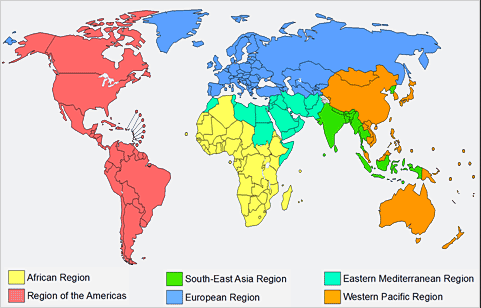 African Region
South-East Asia Region
Eastern Mediterranean Region
Region of the Americas
European Region
Western Pacific Region